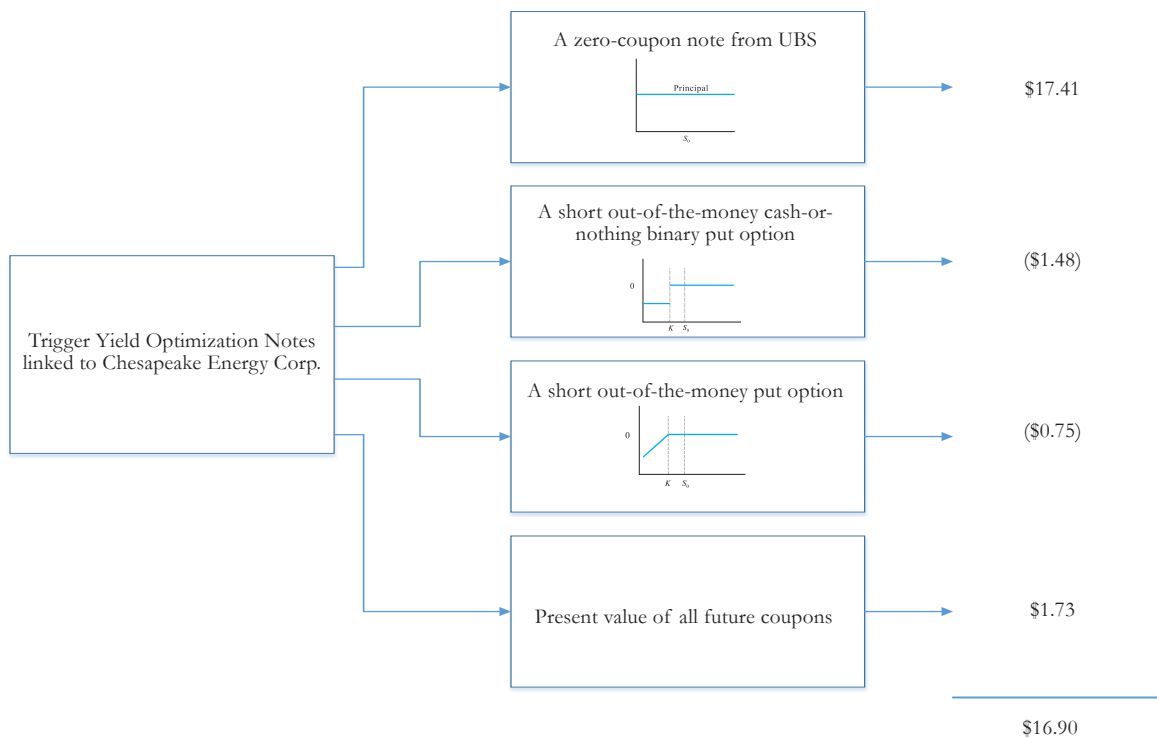 A zero-coupon note from UBS
Principal
S₀
$17.41
A short out-of-the-money cash-or-
nothing binary put option
0
K
S₀
($1.48)
Trigger Yield Optimization Notes
linked to Chesapeake Energy Corp.
A short out-of-the-money put option
0
K
S₀
($0.75)
Present value of all future coupons
$1.73
$16.90